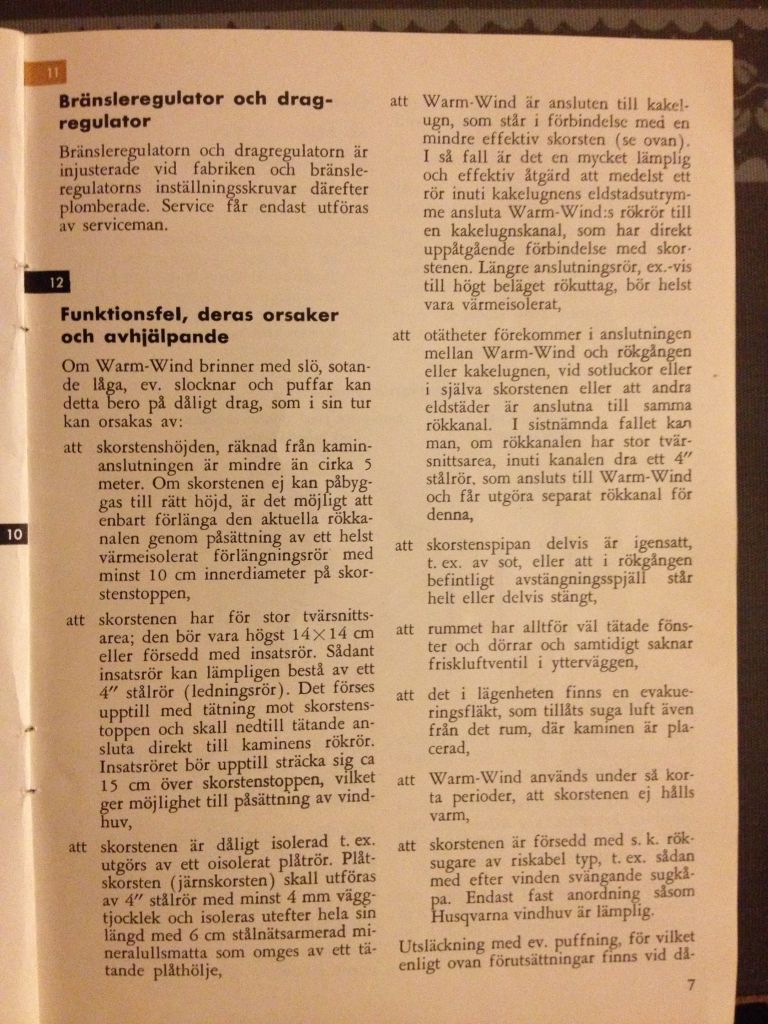 11
Bränsleregulator och drag-
regulator
Bränsleregulatorn och dragregulatorn är
injusterade vid fabriken och bränsle-
regulatorns inställningsskruvar därefter
plomberade. Service får endast utföras
av serviceman.
12
Funktionsfel, deras orsaker
och avhjälpande
Om Warm-Wind brinner med slö, sotan-
de låga, ev. slocknar och puffar kan
detta bero på dåligt drag, som i sin tur
kan orsakas av:
att skorstenshöjden, räknad från kamin-
anslutningen är mindre än cirka 5
meter. Om skorstenen ej kan påbyg-
gas till rätt höjd, är det möjligt att
enbart förlänga den aktuella rökka-
nalen genom påsättning av ett helst
värmeisolerat förlängningsrör med
minst 10 cm innerdiameter på skor-
stenstoppen,
att skorstenen har för stor tvärsnitts-
area; den bör vara högst 14×14 cm
eller försedd med insatsrör. Sådant
insatsrör kan lämpligen bestå av ett
4" stålrör (ledningsrör). Det förses
upptill med tätning mot skorstens-
toppen och skall nedtill tätande an-
sluta direkt till kaminens rökrör.
Insatsröret bör upptill sträcka sig ca
15 cm över skorstenstoppen, vilket
ger möjlighet till påsättning av vind-
huv,
att skorstenen är dåligt isolerad t. ex.
utgörs av ett oisolerat plåtrör. Plåt-
skorsten (järnskorsten) skall utföras
av 4" stålrör med minst 4 mm vägg-
tjocklek och isoleras utefter hela sin
längd med 6 cm stålnätsarmerad mi-
neralullsmatta som omges av ett tä-
tande plåthölje,
att Warm-Wind är ansluten till kakel-
ugn, som står i förbindelse med en
mindre effektiv skorsten (se ovan).
I så fall är det en mycket lämplig
och effektiv åtgärd att medelst ett
rör inuti kakelugnens eldstadsutrym-
me ansluta Warm-Wind:s rökrör till
en kakelugnskanal, som har direkt
uppåtgående förbindelse med skor-
stenen. Längre anslutningsrör, ex.-vis
till högt beläget rökuttag, bör helst
vara värmeisolerat,
att otätheter förekommer i anslutningen
mellan Warm-Wind och rökgången
eller kakelugnen, vid sotluckor eller
i själva skorstenen eller att andra
eldstäder är anslutna till samma
rökkanal. I sistnämnda fallet kan
man, om rökkanalen har stor tvär-
snittsarea, inuti kanalen dra ett 4"
stålrör, som ansluts till Warm-Wind
och får utgöra separat rökkanal för
denna,
att skorstenspipan delvis är igensatt,
t. ex. av sot, eller att i rökgången
befintligt avstängningsspjäll står
helt eller delvis stängt,
att rummet har alltför väl tätade föns-
ter och dörrar och samtidigt saknar
friskluftventil i ytterväggen,
att det i lägenheten finns en evakue-
ringsfläkt, som tillåts suga luft även
från det rum, där kaminen är pla-
cerad,
att Warm-Wind används under så kor-
ta perioder, att skorstenen ej hålls
varm,
att skorstenen är försedd med s. k. rök-
sugare av riskabel typ, t. ex. sådan
med efter vinden svängande sugkå-
pa. Endast fast anordning såsom
Husqvarna vindhuv är lämplig.
Utsläckning med ev. puffning, för vilket
enligt ovan förutsättningar finns vid då-
7
10